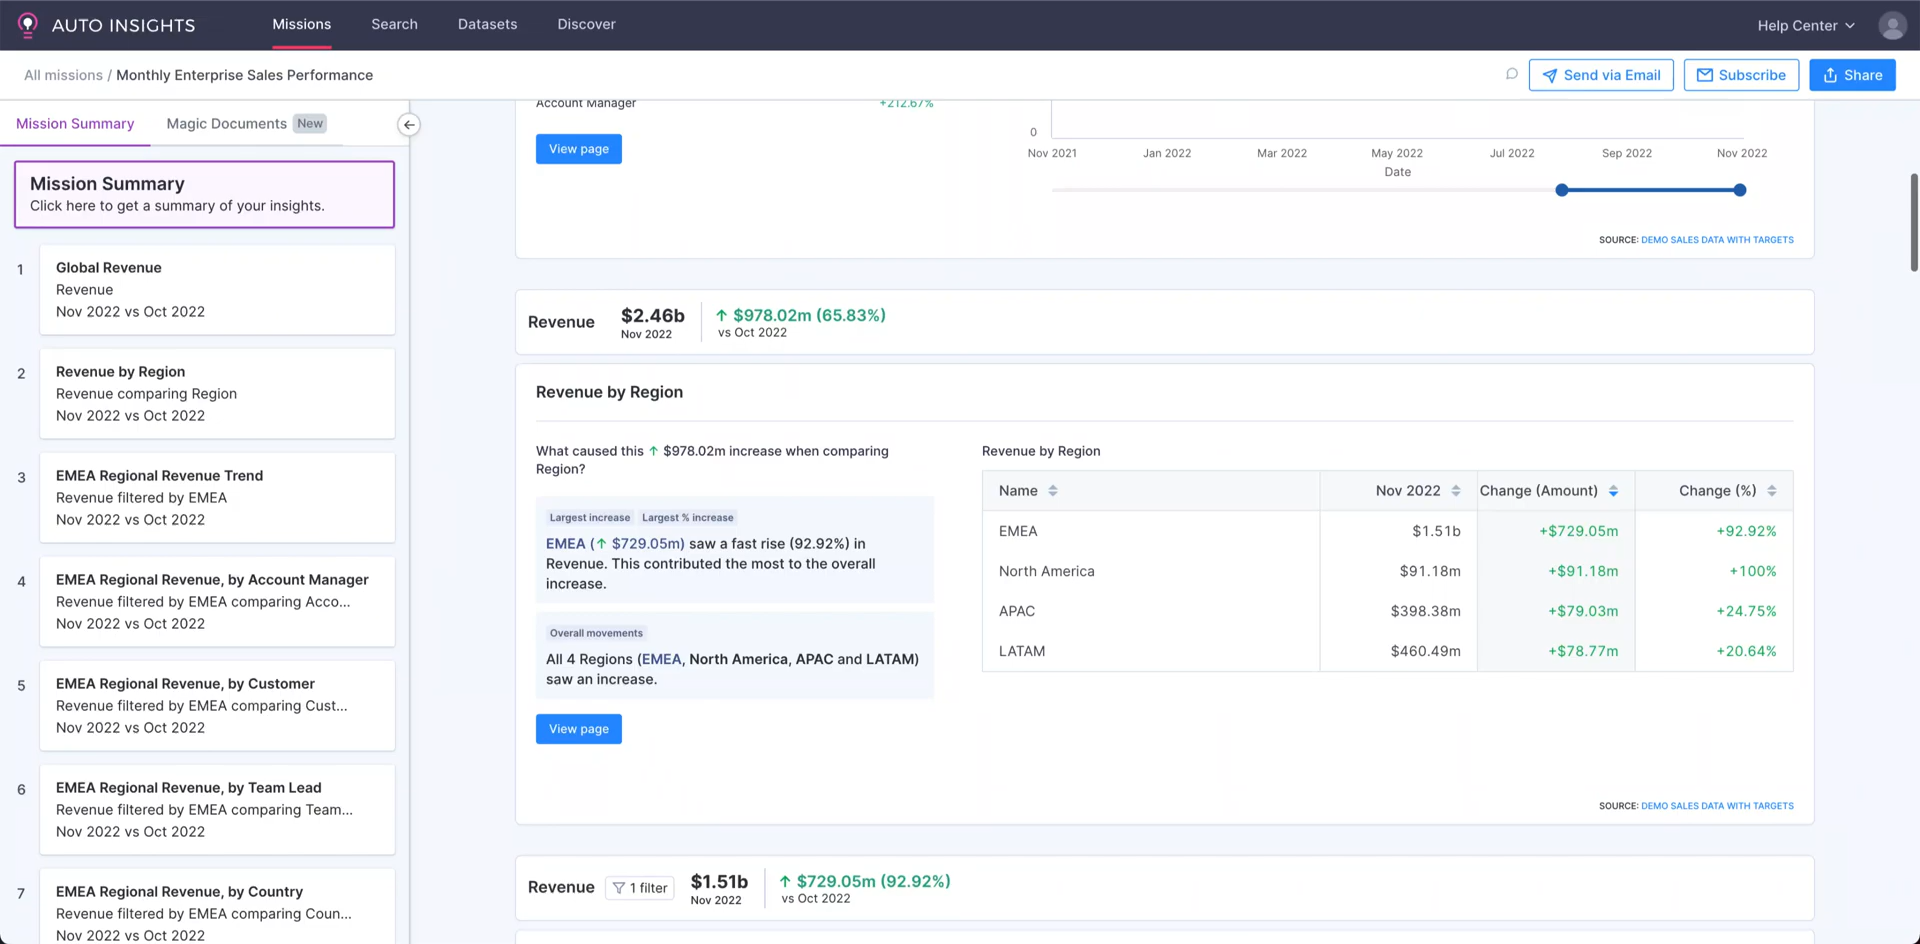 AUTO INSIGHTS
Missions
Search
Datasets
Discover
Help Center
All missions / Monthly Enterprise Sales Performance
Send via Email
Subscribe
Share
Mission Summary
Magic Documents New
Mission Summary
Click here to get a summary of your insights.
1
Global Revenue
Revenue
Nov 2022 vs Oct 2022
2
Revenue by Region
Revenue comparing Region
Nov 2022 vs Oct 2022
3
EMEA Regional Revenue Trend
Revenue filtered by EMEA
Nov 2022 vs Oct 2022
4
EMEA Regional Revenue, by Account Manager
Revenue filtered by EMEA comparing Acco...
Nov 2022 vs Oct 2022
5
EMEA Regional Revenue, by Customer
Revenue filtered by EMEA comparing Cust...
Nov 2022 vs Oct 2022
6
EMEA Regional Revenue, by Team Lead
Revenue filtered by EMEA comparing Team...
Nov 2022 vs Oct 2022
7
EMEA Regional Revenue, by Country
Revenue filtered by EMEA comparing Coun...
Nov 2022 vs Oct 2022
Account Manager +212.67%
View page
0
Nov 2021 Jan 2022 Mar 2022 May 2022 Jul 2022 Sep 2022 Nov 2022
Date
SOURCE: DEMO SALES DATA WITH TARGETS
Revenue
$2.46b
Nov 2022
↑ $978.02m (65.83%)
vs Oct 2022
Revenue by Region
What caused this ↑ $978.02m increase when comparing
Region?
Largest increase Largest % increase
EMEA (↑ $729.05m) saw a fast rise (92.92%) in
Revenue. This contributed the most to the overall
increase.
Overall movements
All 4 Regions (EMEA, North America, APAC and LATAM)
saw an increase.
View page
Revenue by Region
Name Nov 2022 Change (Amount) Change (%)
EMEA $1.51b +$729.05m +92.92%
North America $91.18m +$91.18m +100%
APAC $398.38m +$79.03m +24.75%
LATAM $460.49m +$78.77m +20.64%
SOURCE: DEMO SALES DATA WITH TARGETS
Revenue
1 filter
$1.51b
Nov 2022
↑ $729.05m (92.92%)
vs Oct 2022